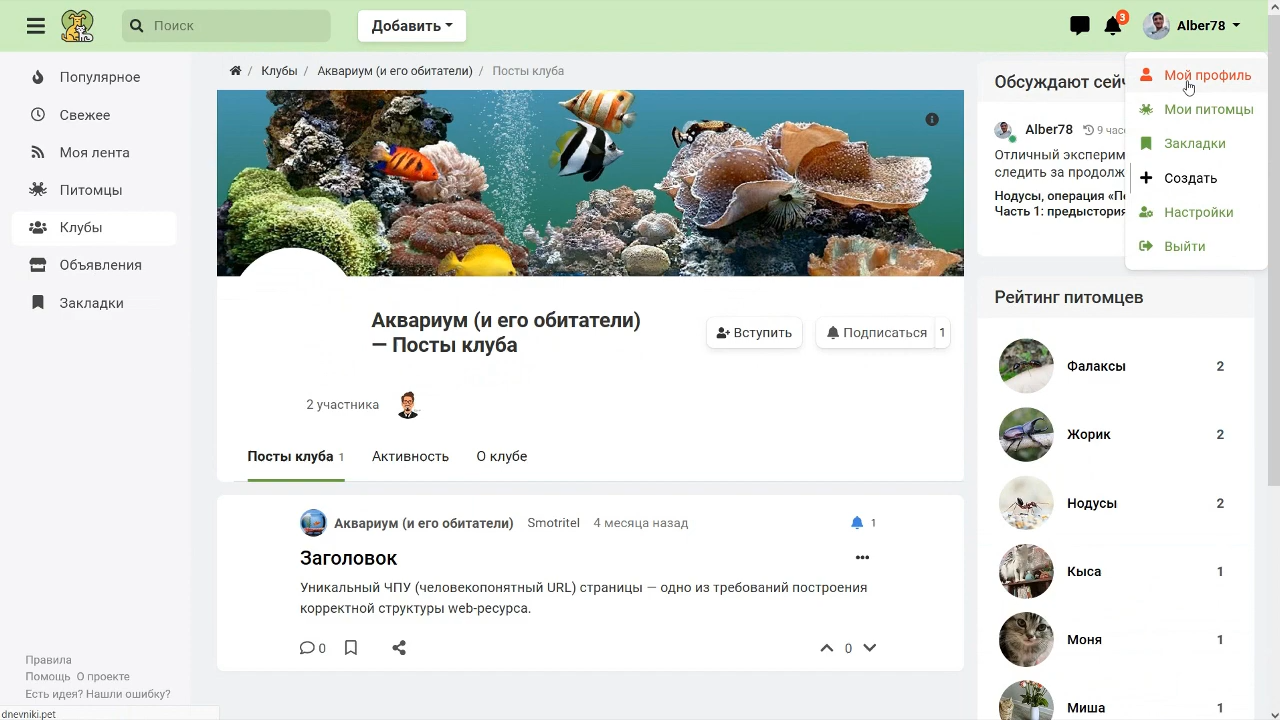 Поиск
Добавить
3
Alber78
Популярное
Свежее
Моя лента
Питомцы
Клубы
Объявления
Закладки
Правила
Помощь О проекте
Есть идея? Нашли ошибку?
dnevniki.pet
/ Клубы / Аквариум (и его обитатели) / Посты клуба
Аквариум (и его обитатели)
— Посты клуба
Вступить
Подписаться 1
2 участника
Посты клуба 1
Активность
О клубе
Аквариум (и его обитатели) Smotritel 4 месяца назад
1
Заголовок
Уникальный ЧПУ (человекопонятный URL) страницы — одно из требований построения
корректной структуры web-ресурса.
0
0
Обсуждают
Alber78 9
Отличный
следить за
Нодусы, операция
Часть 1: предыстория
Мой профиль
Мои питомцы
Закладки
Создать
Настройки
Выйти
Рейтинг питомцев
Фалаксы 2
Жорик 2
Нодусы 2
Кыса 1
Моня 1
Миша 1